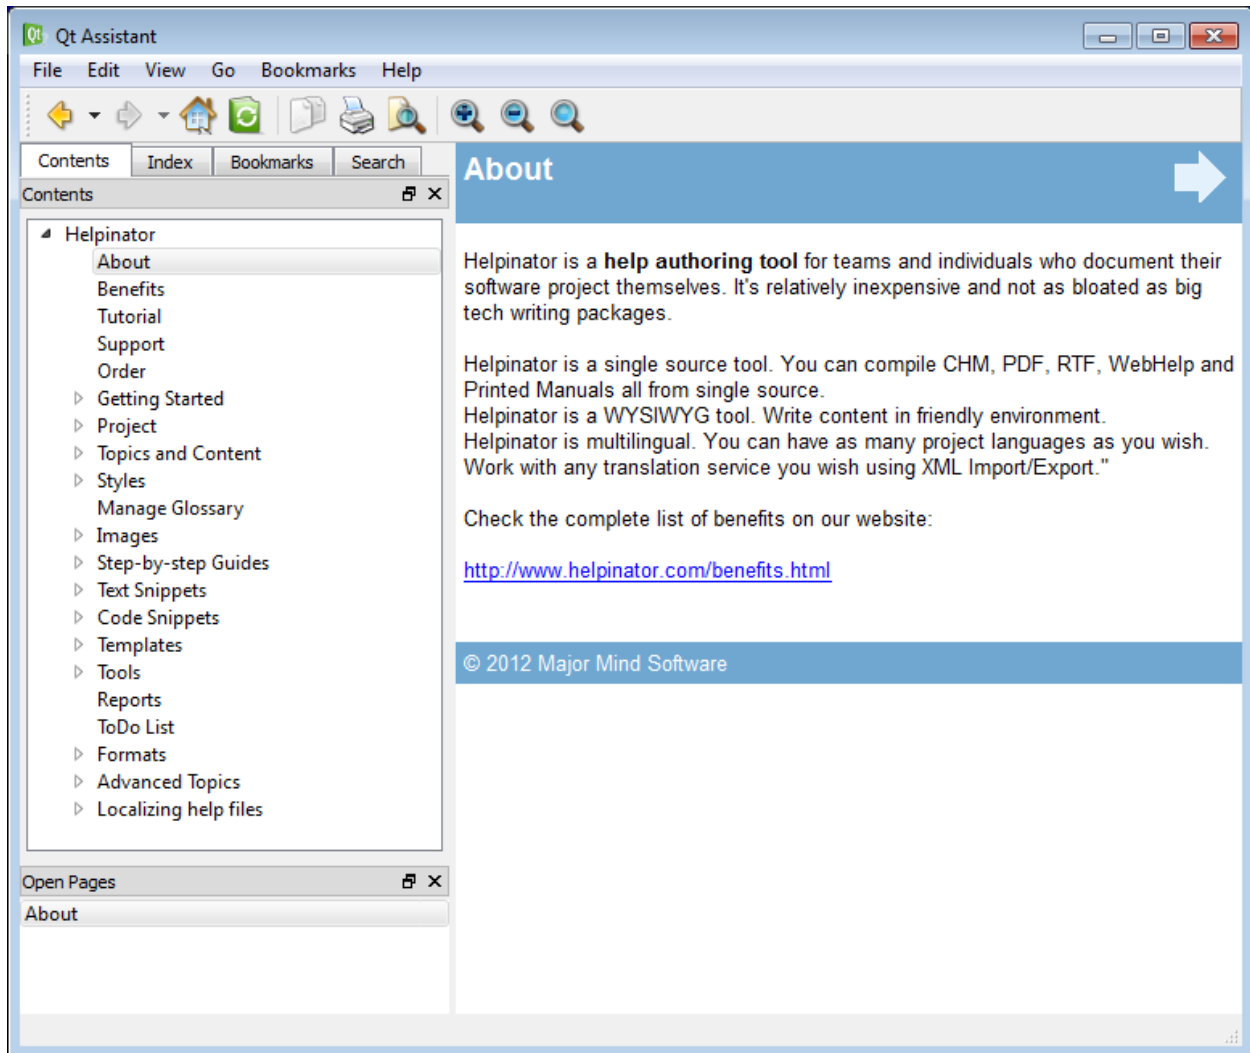 Qt Assistant
File Edit View Go Bookmarks Help
Contents Index Bookmarks Search
Contents
Helpinator
About
Benefits
Tutorial
Support
Order
Getting Started
Project
Topics and Content
Styles
Manage Glossary
Images
Step-by-step Guides
Text Snippets
Code Snippets
Templates
Tools
Reports
ToDo List
Formats
Advanced Topics
Localizing help files
Open Pages
About
About
Helpinator is a help authoring tool for teams and individuals who document their
software project themselves. It's relatively inexpensive and not as bloated as big
tech writing packages.
Helpinator is a single source tool. You can compile CHM, PDF, RTF, WebHelp and
Printed Manuals all from single source.
Helpinator is a WYSIWYG tool. Write content in friendly environment.
Helpinator is multilingual. You can have as many project languages as you wish.
Work with any translation service you wish using XML Import/Export."
Check the complete list of benefits on our website:
http://www.helpinator.com/benefits.html
© 2012 Major Mind Software